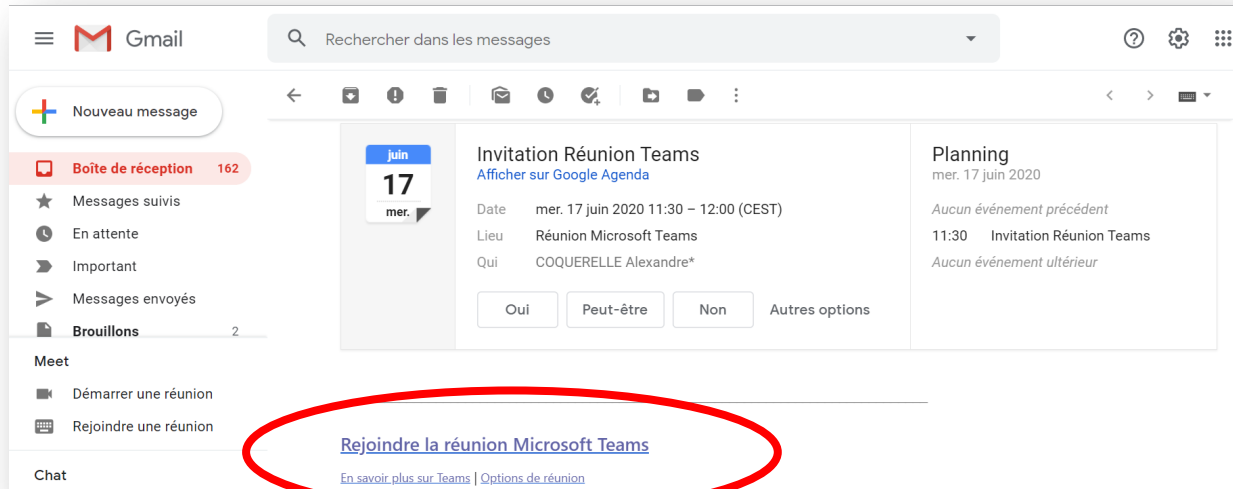 Gmail
Rechercher dans les messages
Nouveau message
Boîte de réception 162
Messages suivis
En attente
Important
Messages envoyés
Brouillons 2
Meet
Démarrer une réunion
Rejoindre une réunion
Chat
juin
17
mer.
Invitation Réunion Teams
Afficher sur Google Agenda
Date mer. 17 juin 2020 11:30 – 12:00 (CEST)
Lieu Réunion Microsoft Teams
Qui COQUERELLE Alexandre*
Oui Peut-être Non Autres options
Planning
mer. 17 juin 2020
Aucun événement précédent
11:30 Invitation Réunion Teams
Aucun événement ultérieur
Rejoindre la réunion Microsoft Teams
En savoir plus sur Teams | Options de réunion